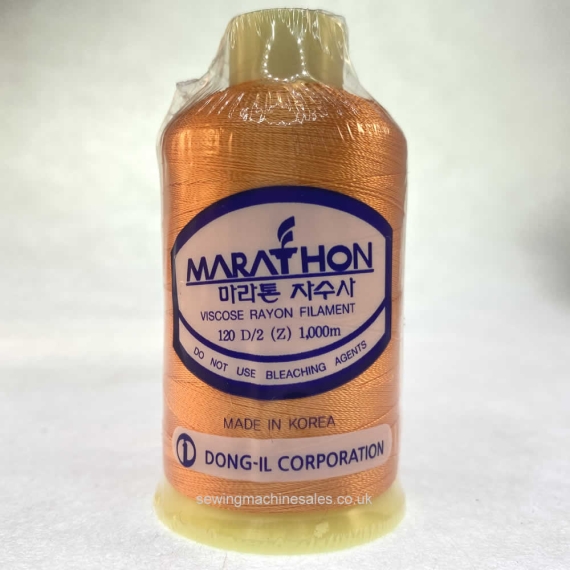 MARATHON
마라톤 자수사
VISCOSE RAYON FILAMENT
120 D/2 (Z) 1,000m
DO NOT USE BLEACHING AGENTS
MADE IN KOREA
DONG-IL CORPORATION
sewingmachinesales.co.uk